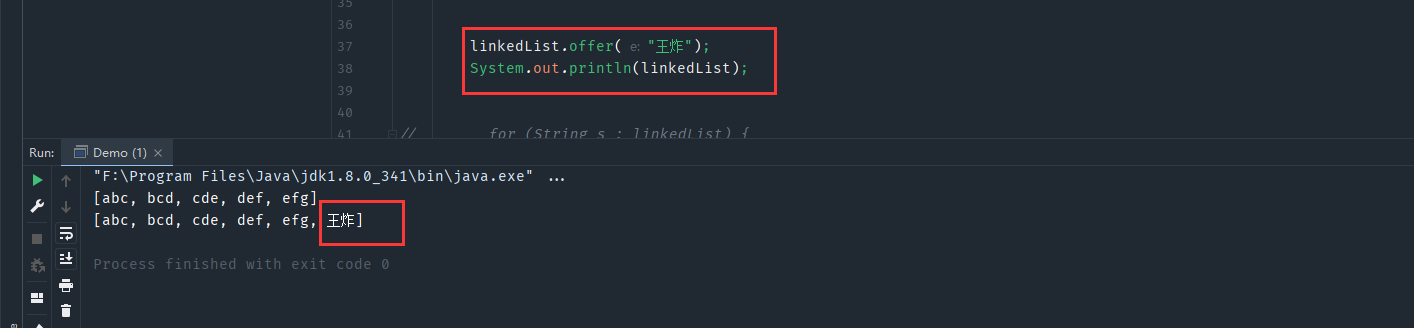 35
36
37 linkedList.offer( e: "王炸");
38 System.out.println(linkedList);
39
40
41 // for (String s : linkedList) {
Run: Demo (1) ×
"F:\Program Files\Java\jdk1.8.0_341\bin\java.exe" ...
[abc, bcd, cde, def, efg]
[abc, bcd, cde, def, efg, 王炸]
Process finished with exit code 0